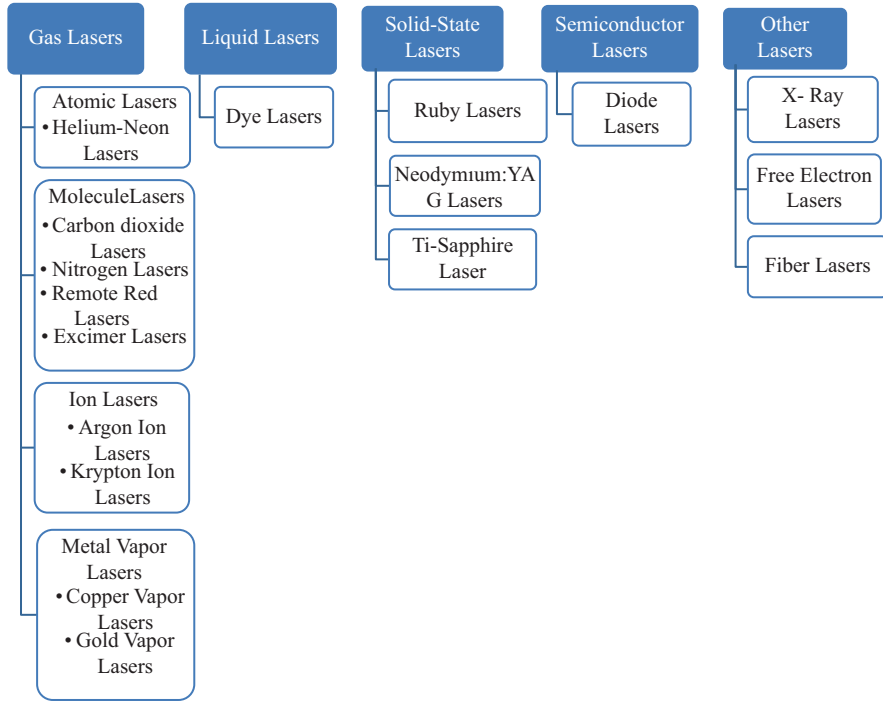 Gas Lasers
Atomic Lasers
• Helium-Neon
Lasers
MoleculeLasers
• Carbon dioxide
Lasers
• Nitrogen Lasers
• Remote Red
Lasers
• Excimer Lasers
Ion Lasers
• Argon Ion
Lasers
• Krypton Ion
Lasers
Metal Vapor
Lasers
• Copper Vapor
Lasers
• Gold Vapor
Lasers
Liquid Lasers
Dye Lasers
Solid-State
Lasers
Ruby Lasers
Neodymıum:YA
G Lasers
Ti-Sapphire
Laser
Semiconductor
Lasers
Diode
Lasers
Other
Lasers
X- Ray
Lasers
Free Electron
Lasers
Fiber Lasers